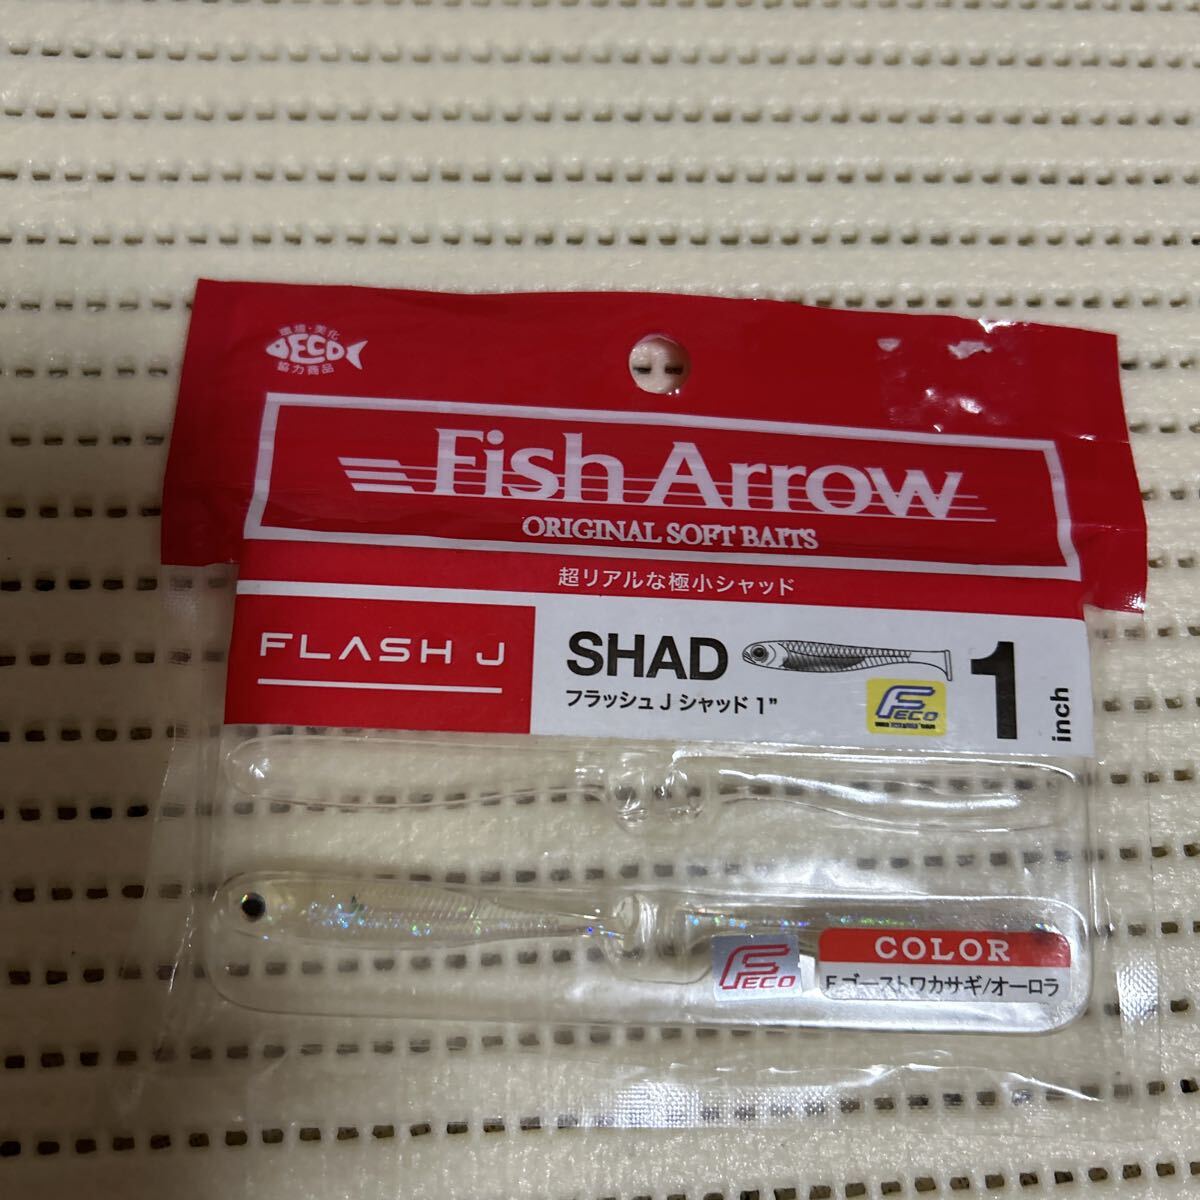 環境・美化
ECO
協力商品
Fish Arrow
ORIGINAL SOFT BAITS
超リアルな極小シャッド
FLASH J
SHAD
フラッシュ J シャッド 1”
FECO
1
inch
FECO
COLOR
F.ゴーストワカサギ/オーロラ